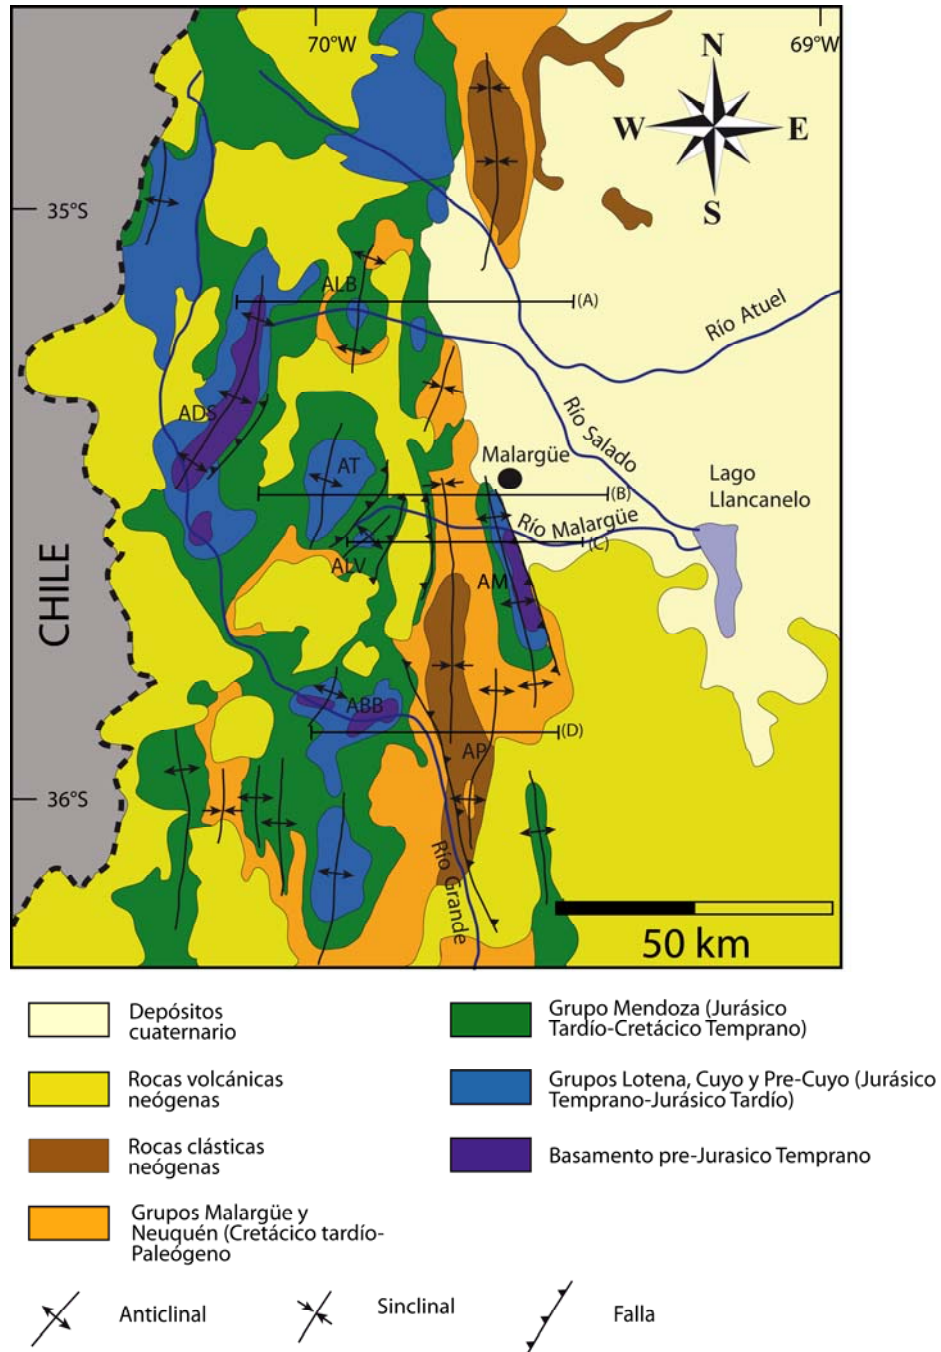 70°W
69°W
N
W
E
S
35°S
ALB
(A)
Río Atuel
ADS
Río Salado
AT
Malargüe
Lago
Llancanelo
(B)
Río Malargüe
(C)
ALV
AM
CHILE
ABB
(D)
AP
36°S
Río Grande
50 km
Depósitos
cuaternario
Rocas volcánicas
neógenas
Rocas clásticas
neógenas
Grupos Malargüe y
Neuquén (Cretácico tardío-
Paleógeno
Grupo Mendoza (Jurásico
Tardío-Cretácico Temprano)
Grupos Lotena, Cuyo y Pre-Cuyo (Jurásico
Temprano-Jurásico Tardío)
Basamento pre-Jurasico Temprano
Anticlinal
Sinclinal
Falla